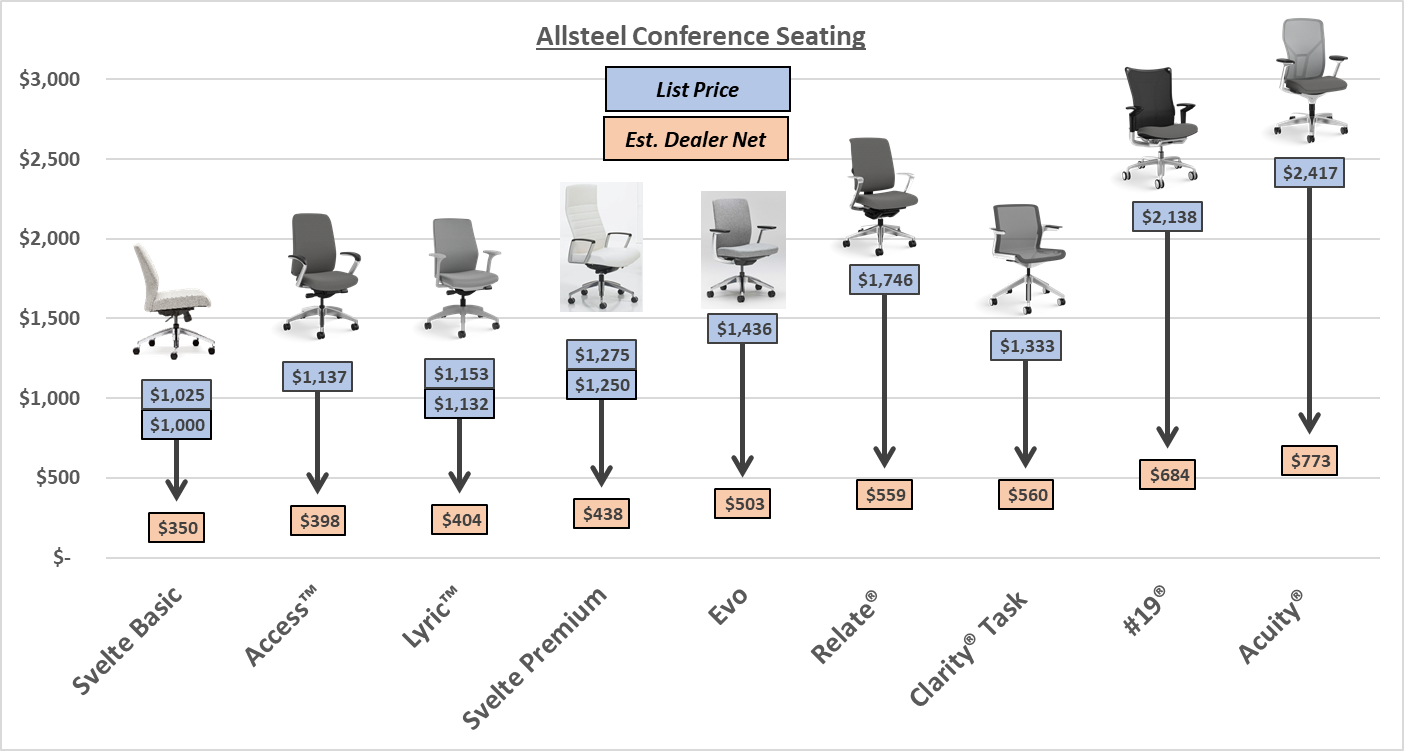 Allsteel Conference Seating
List Price
Est. Dealer Net
$3,000
$2,500
$2,000
$1,500
$1,000
$500
$-
$1,025
$1,000
$350
$1,137
$398
$1,153
$1,132
$404
$1,275
$1,250
$438
$1,436
$503
$1,746
$559
$1,333
$560
$2,138
$684
$2,417
$773
Svelte Basic
Access™
Lyric™
Svelte Premium
Evo
Relate®
Clarity® Task
#19®
Acuity®